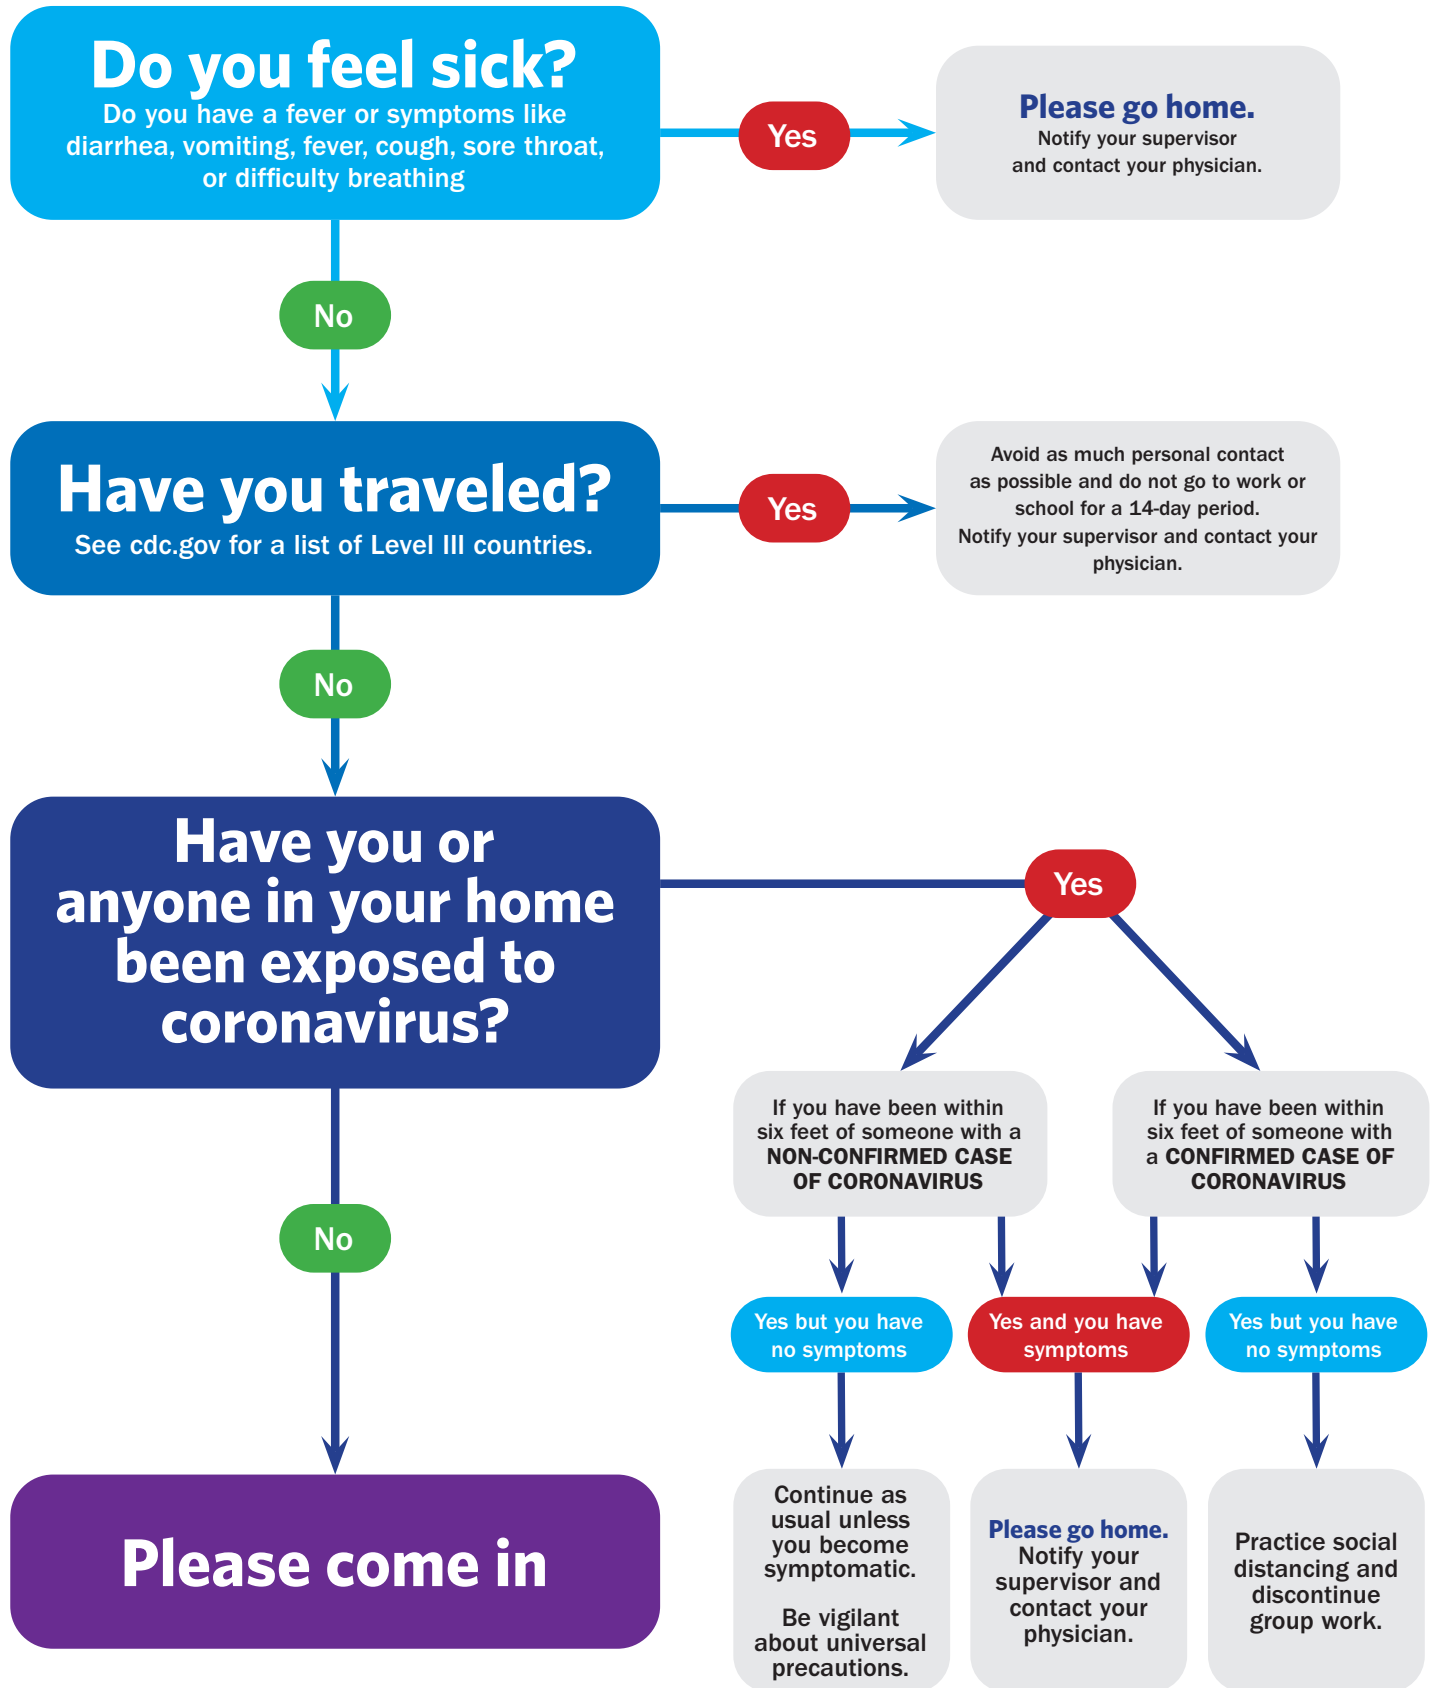 Do you feel sick?
Do you have a fever or symptoms like
diarrhea, vomiting, fever, cough, sore throat,
or difficulty breathing
Yes
Please go home.
Notify your supervisor
and contact your physician.
No
Have you traveled?
See cdc.gov for a list of Level III countries.
Yes
Avoid as much personal contact
as possible and do not go to work or
school for a 14-day period.
Notify your supervisor and contact your
physician.
No
Have you or
anyone in your home
been exposed to
coronavirus?
Yes
If you have been within
six feet of someone with a
NON-CONFIRMED CASE
OF CORONAVIRUS
If you have been within
six feet of someone with
a CONFIRMED CASE OF
CORONAVIRUS
No
Yes but you have
no symptoms
Yes and you have
symptoms
Yes but you have
no symptoms
Please come in
Continue as
usual unless
you become
symptomatic.
Be vigilant
about universal
precautions.
Please go home.
Notify your
supervisor and
contact your
physician.
Practice social
distancing and
discontinue
group work.